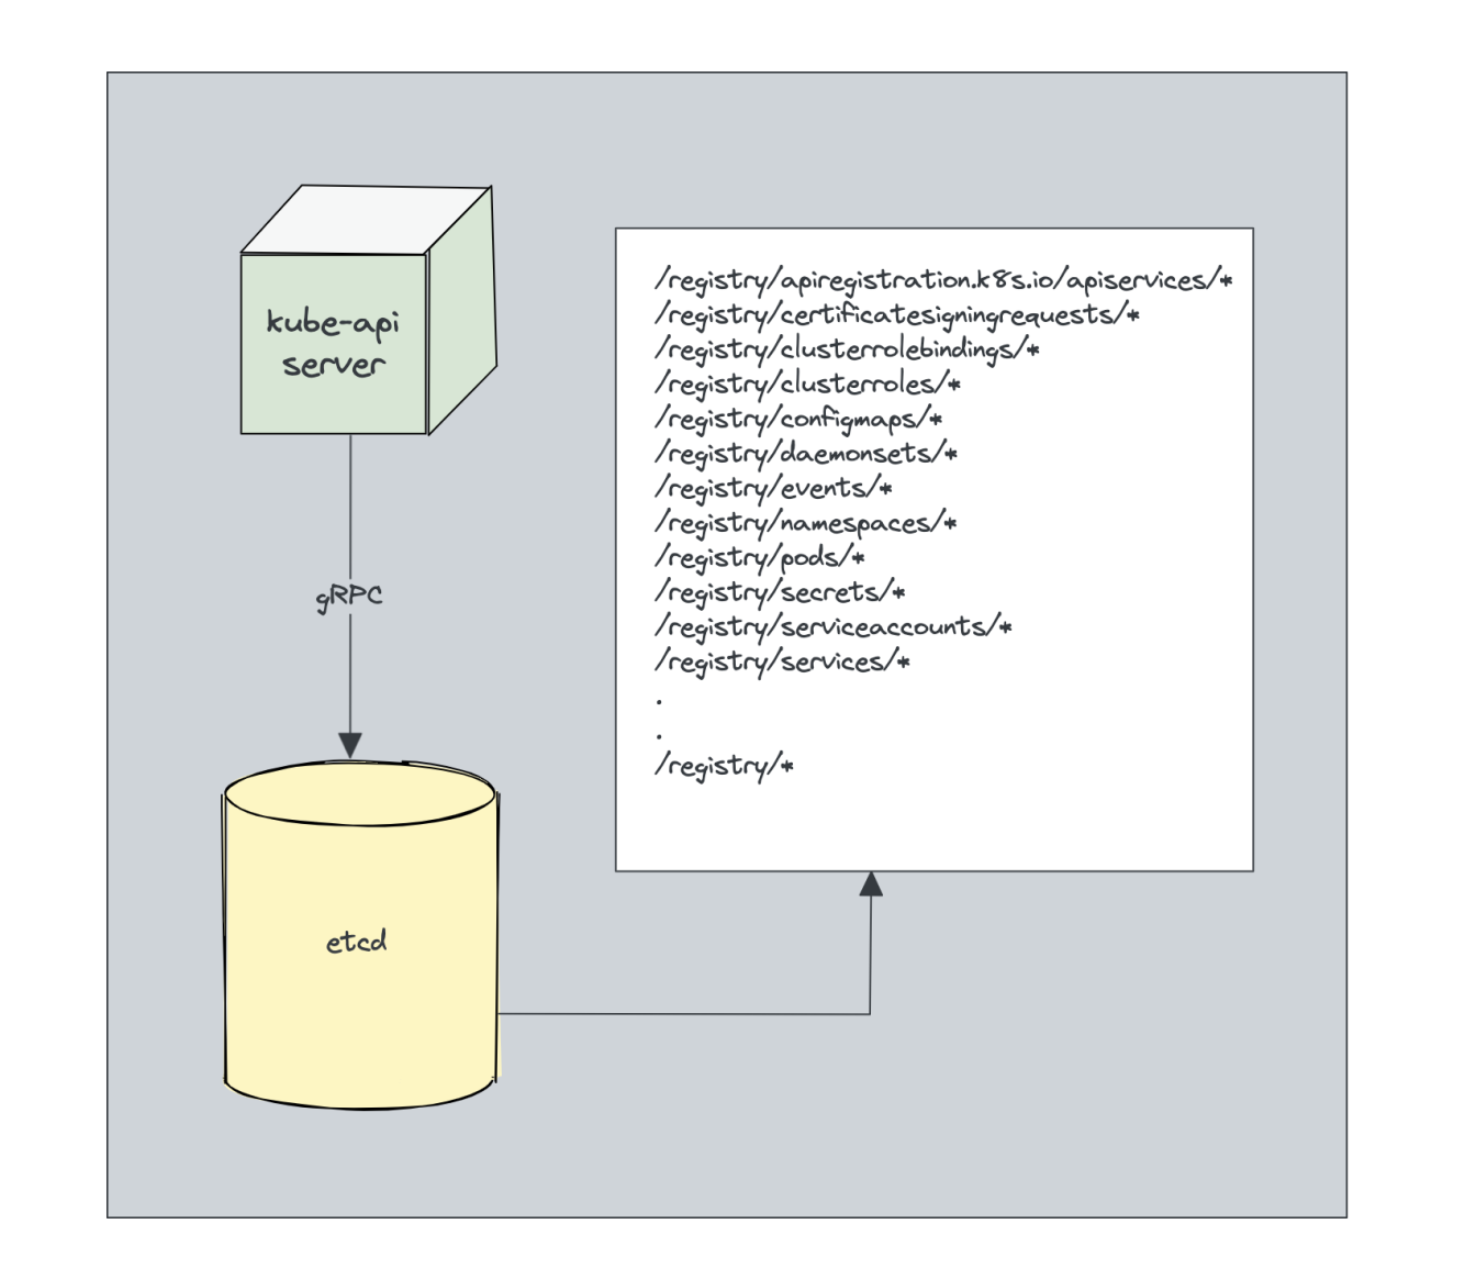 kube-api
server
gRPC
etcd
/registry/apiregistration.k8s.io/apiservices/*
/registry/certificatesigningrequests/*
/registry/clusterrolebindings/*
/registry/clusterroles/*
/registry/configmaps/*
/registry/daemonsets/*
/registry/events/*
/registry/namespaces/*
/registry/pods/*
/registry/secrets/*
/registry/serviceaccounts/*
/registry/services/*
.
.
/registry/*